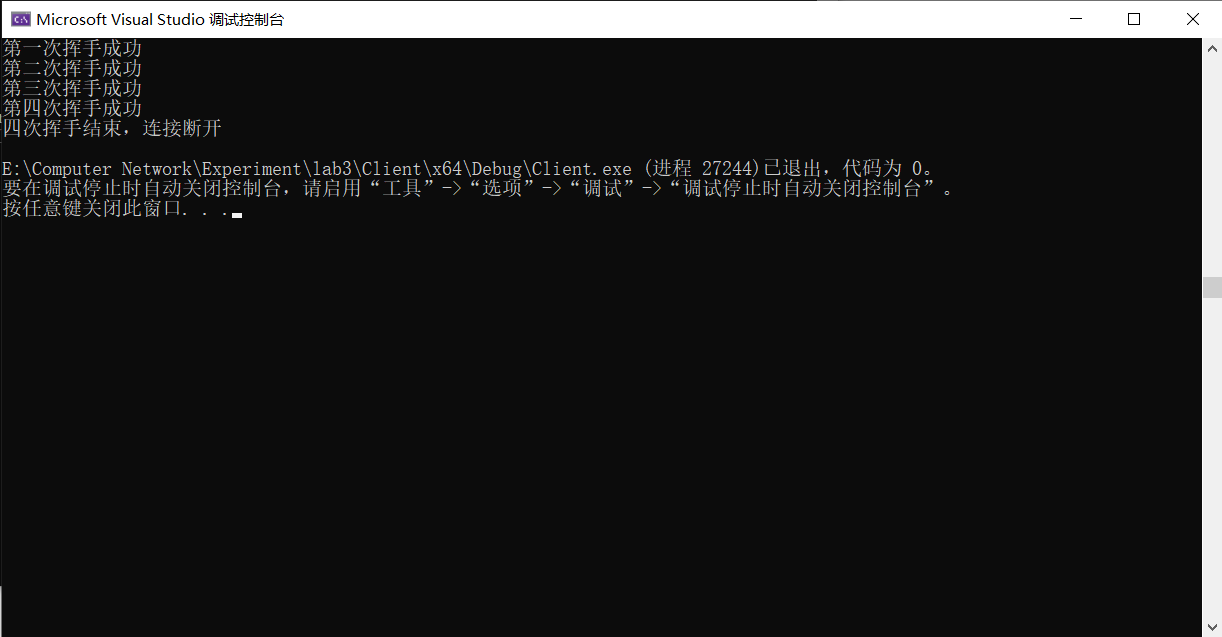 Microsoft Visual Studio 调试控制台
第一次挥手成功
第二次挥手成功
第三次挥手成功
第四次挥手成功
四次挥手结束，连接断开
E:\Computer Network\Experiment\lab3\Client\x64\Debug\Client.exe (进程 27244)已退出，代码为 0。
要在调试停止时自动关闭控制台，请启用“工具”->“选项”->“调试”->“调试停止时自动关闭控制台”。
按任意键关闭此窗口. . .